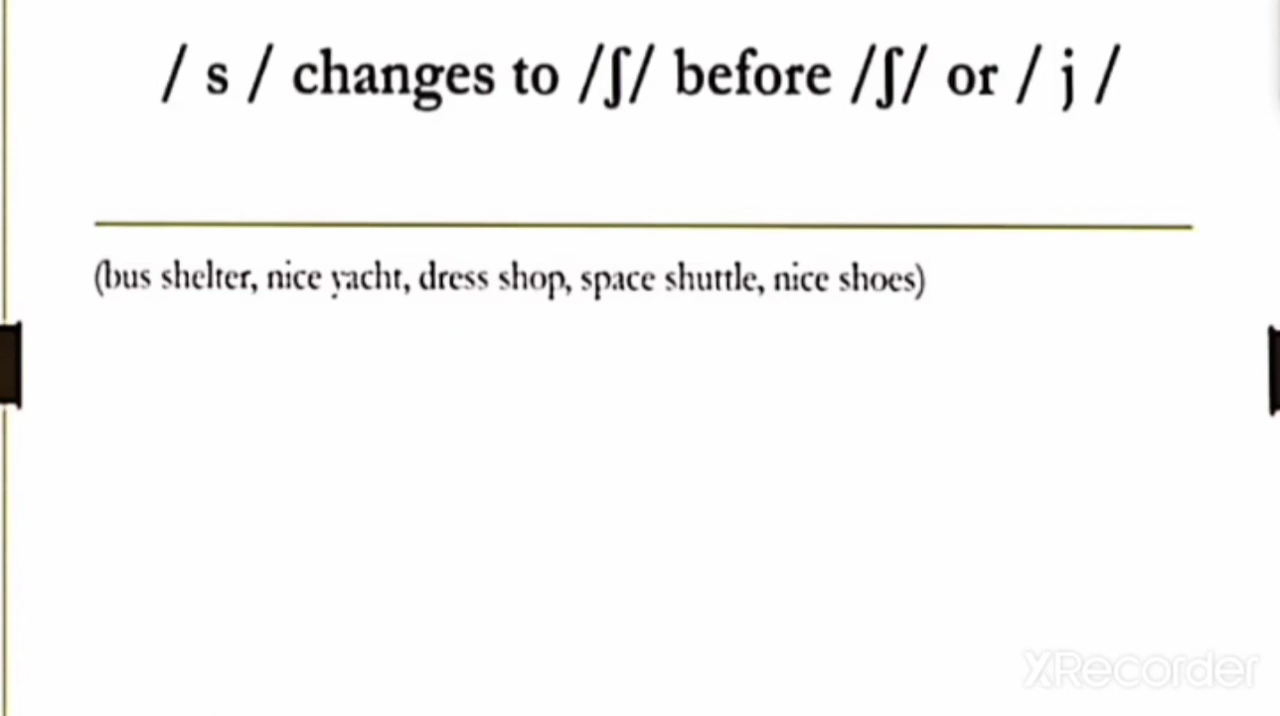 / s / changes to /ʃ/ before /ʃ/ or / j /
(bus shelter, nice yacht, dress shop, space shuttle, nice shoes)
XRecorder